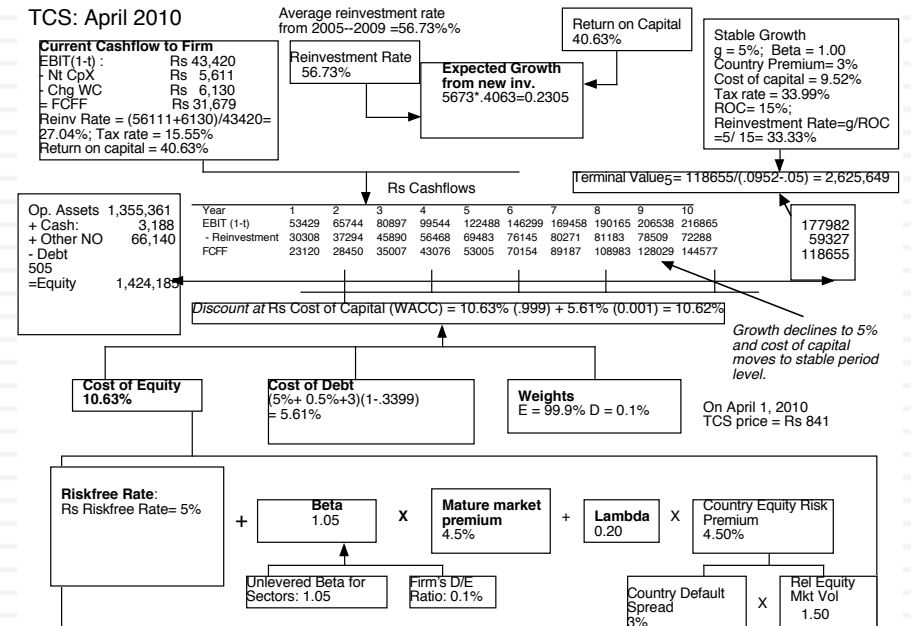 TCS: April 2010
Average reinvestment rate
from 2005--2009 =56.73%%
Current Cashflow to Firm
EBIT(1-t) : Rs 43,420
- Nt CpX Rs 5,611
- Chg WC Rs 6,130
= FCFF Rs 31,679
Reinv Rate = (56111+6130)/43420=
27.04%; Tax rate = 15.55%
Return on capital = 40.63%
Reinvestment Rate
56.73%
Expected Growth
from new inv.
5673*.4063=0.2305
Return on Capital
40.63%
Stable Growth
g = 5%; Beta = 1.00
Country Premium= 3%
Cost of capital = 9.52%
Tax rate = 33.99%
ROC= 15%;
Reinvestment Rate=g/ROC
=5/ 15= 33.33%
Terminal Value5= 118655/(.0952-.05) = 2,625,649
Rs Cashflows
Op. Assets 1,355,361
+ Cash: 3,188
+ Other NO 66,140
- Debt
505
=Equity 1,424,185
Year 1 2 3 4 5 6 7 8 9 10
EBIT (1-t) 53429 65744 80897 99544 122488 146299 169458 190165 206538 216865
- Reinvestment 30308 37294 45890 56468 69483 76145 80271 81183 78509 72288
FCFF 23120 28450 35007 43076 53005 70154 89187 108983 128029 144577
177982
59327
118655
Discount at Rs Cost of Capital (WACC) = 10.63% (.999) + 5.61% (0.001) = 10.62%
Growth declines to 5%
and cost of capital
moves to stable period
level.
Cost of Equity
10.63%
Cost of Debt
(5%+ 0.5%+3)(1-.3399)
= 5.61%
Weights
E = 99.9% D = 0.1%
On April 1, 2010
TCS price = Rs 841
Riskfree Rate:
Rs Riskfree Rate= 5%
+
Beta
1.05
X
Mature market
premium
4.5%
+
Lambda
0.20
X
Country Equity Risk
Premium
4.50%
Unlevered Beta for
Sectors: 1.05
Firm's D/E
Ratio: 0.1%
Country Default
Spread
3%
X
Rel Equity
Mkt Vol
1.50